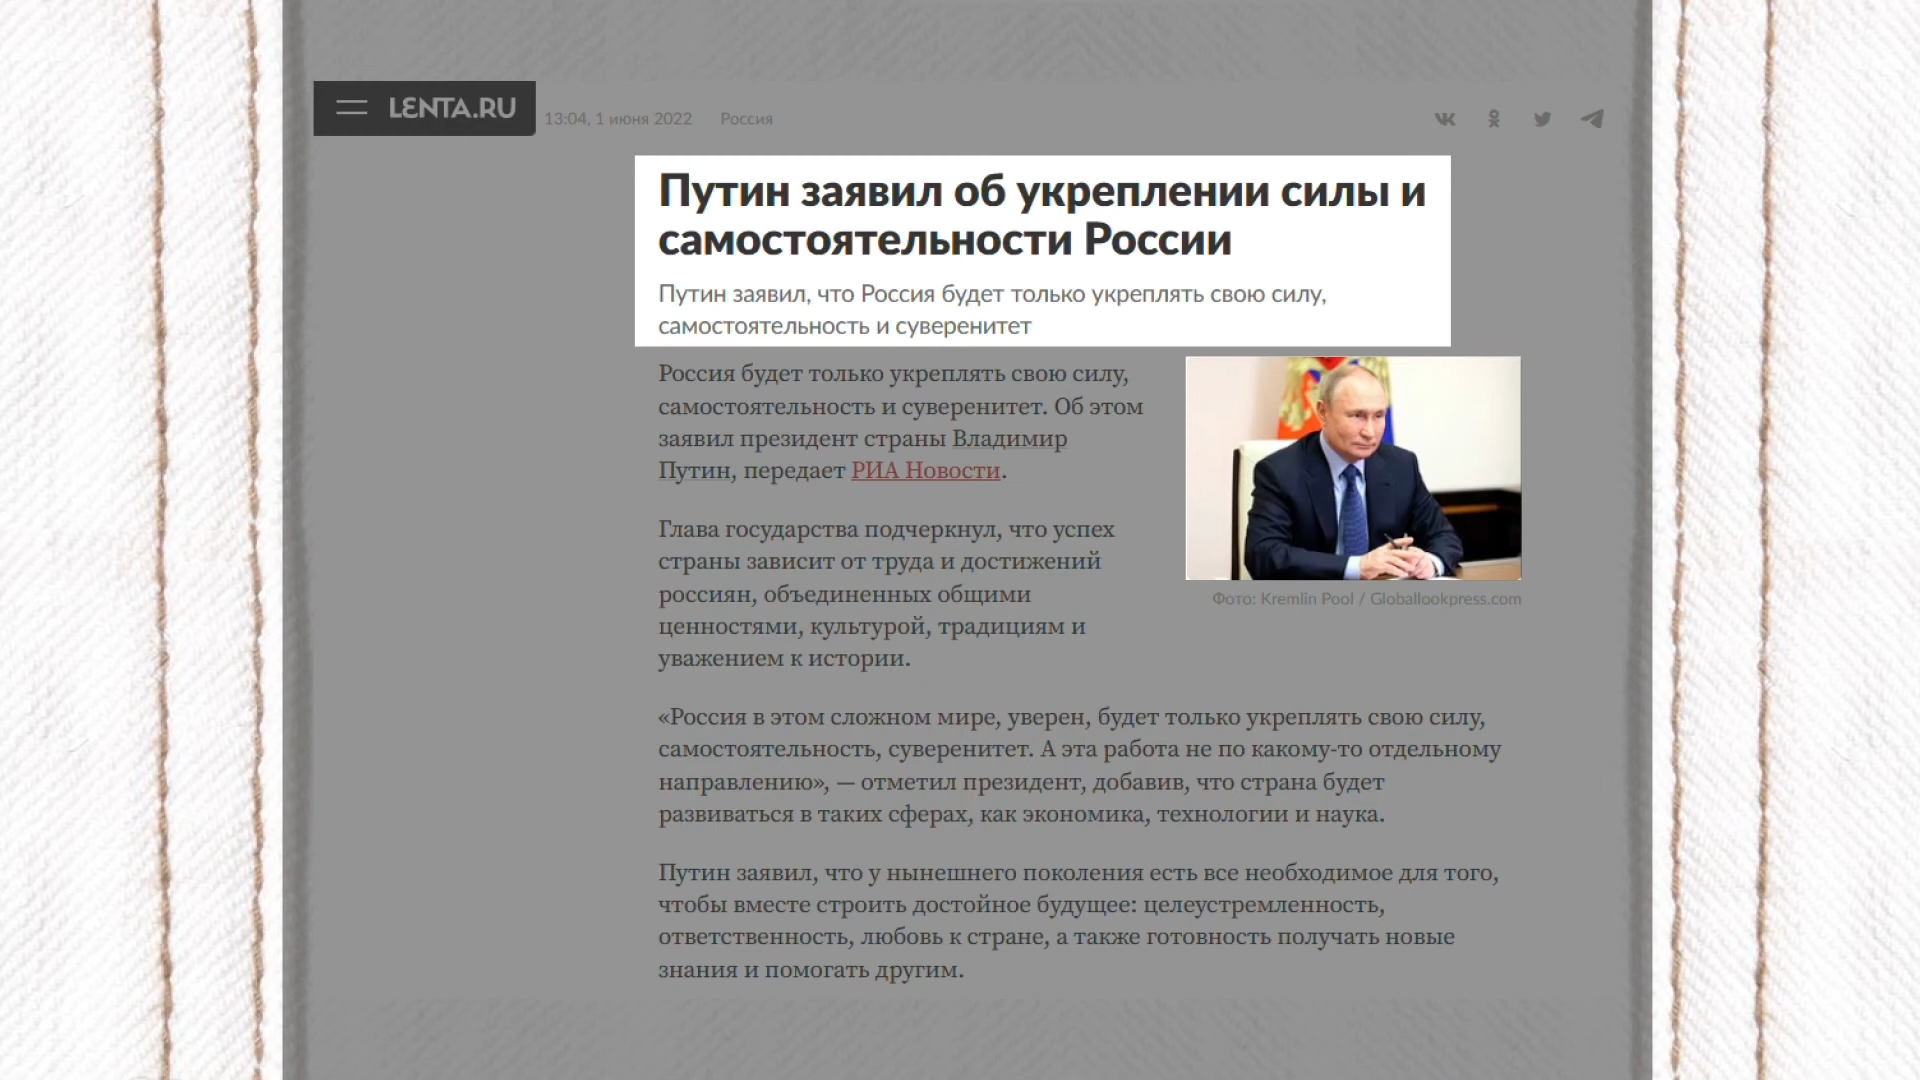 LENTA.RU
13:04, 1 июня 2022 Россия
Путин заявил об укреплении силы и
самостоятельности России
Путин заявил, что Россия будет только укреплять свою силу,
самостоятельность и суверенитет
Россия будет только укреплять свою силу,
самостоятельность и суверенитет. Об этом
заявил президент страны Владимир
Путин, передает РИА Новости.
Глава государства подчеркнул, что успех
страны зависит от труда и достижений
россиян, объединенных общими
ценностями, культурой, традициям и
уважением к истории.
Фото: Kremlin Pool / Globallookpress.com
«Россия в этом сложном мире, уверен, будет только укреплять свою силу,
самостоятельность, суверенитет. А эта работа не по какому-то отдельному
направлению», — отметил президент, добавив, что страна будет
развиваться в таких сферах, как экономика, технологии и наука.
Путин заявил, что у нынешнего поколения есть все необходимое для того,
чтобы вместе строить достойное будущее: целеустремленность,
ответственность, любовь к стране, а также готовность получать новые
знания и помогать другим.